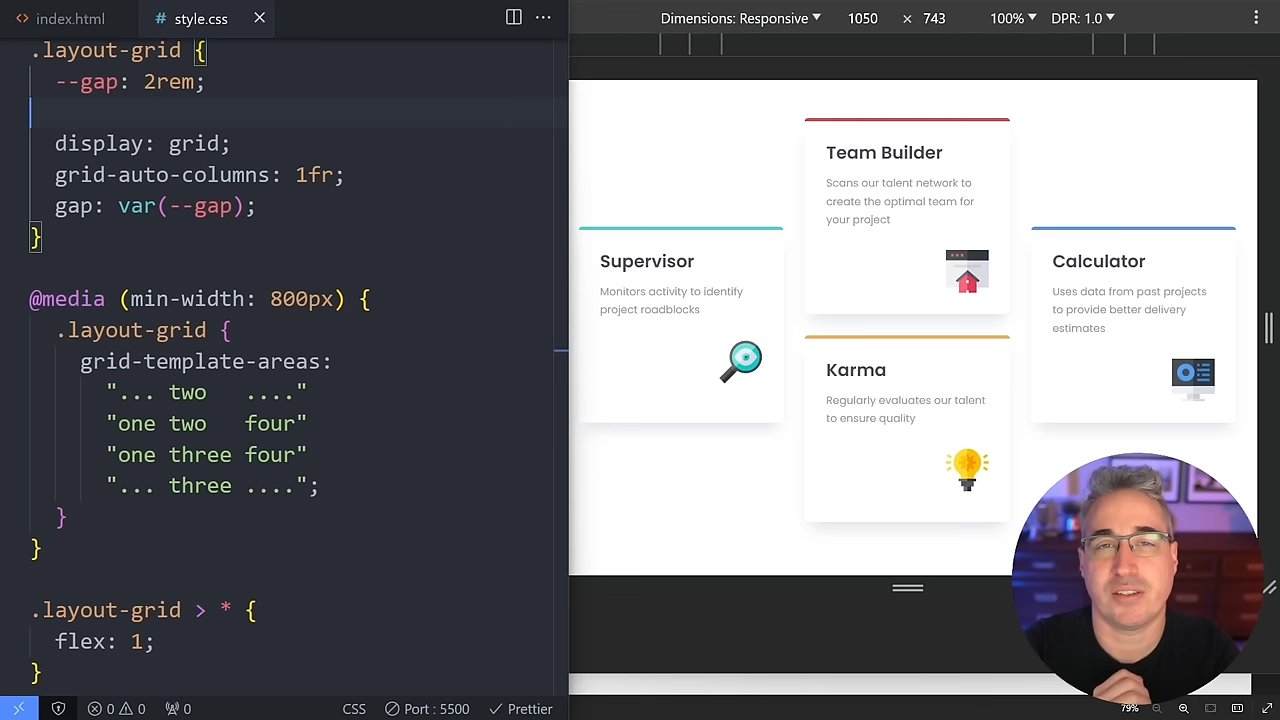 index.html
# style.css
Dimensions: Responsive 1050 × 743 100% DPR: 1.0
.layout-grid {
--gap: 2rem;
display: grid;
grid-auto-columns: 1fr;
gap: var(--gap);
}
@media (min-width: 800px) {
.layout-grid {
grid-template-areas:
"... two ...."
"one two four"
"one three four"
"... three ....";
}
}
.layout-grid > * {
flex: 1;
}
Team Builder
Scans our talent network to
create the optimal team for
your project
Supervisor
Monitors activity to identify
project roadblocks
Calculator
Uses data from past projects
to provide better delivery
estimates
Karma
Regularly evaluates our talent
to ensure quality
0 0 0 CSS Port : 5500 Prettier
79%